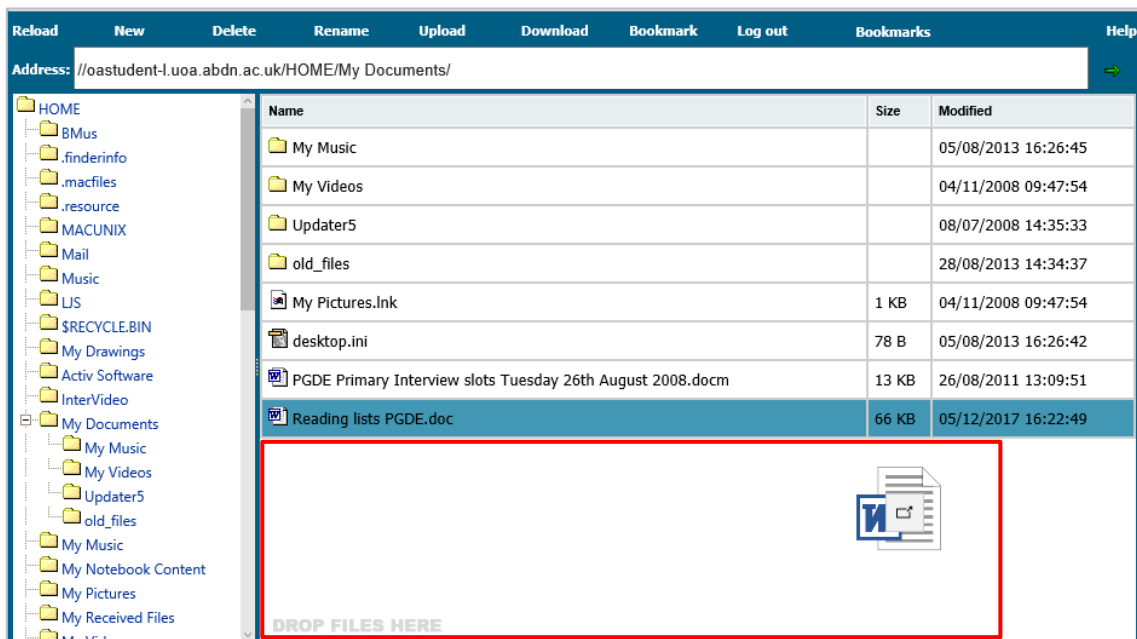 Reload New Delete Rename Upload Download Bookmark Log out Bookmarks Help
Address: //oastudent-l.uoa.abdn.ac.uk/HOME/My Documents/
HOME
BMus
.finderinfo
.macfiles
.resource
MACUNIX
Mail
Music
LJS
$RECYCLE.BIN
My Drawings
Activ Software
InterVideo
My Documents
My Music
My Videos
Updater5
old_files
My Music
My Notebook Content
My Pictures
My Received Files
Name Size Modified
My Music 05/08/2013 16:26:45
My Videos 04/11/2008 09:47:54
Updater5 08/07/2008 14:35:33
old_files 28/08/2013 14:34:37
My Pictures.lnk 1 KB 04/11/2008 09:47:54
desktop.ini 78 B 05/08/2013 16:26:42
PGDE Primary Interview slots Tuesday 26th August 2008.docm 13 KB 26/08/2011 13:09:51
Reading lists PGDE.doc 66 KB 05/12/2017 16:22:49
DROP FILES HERE